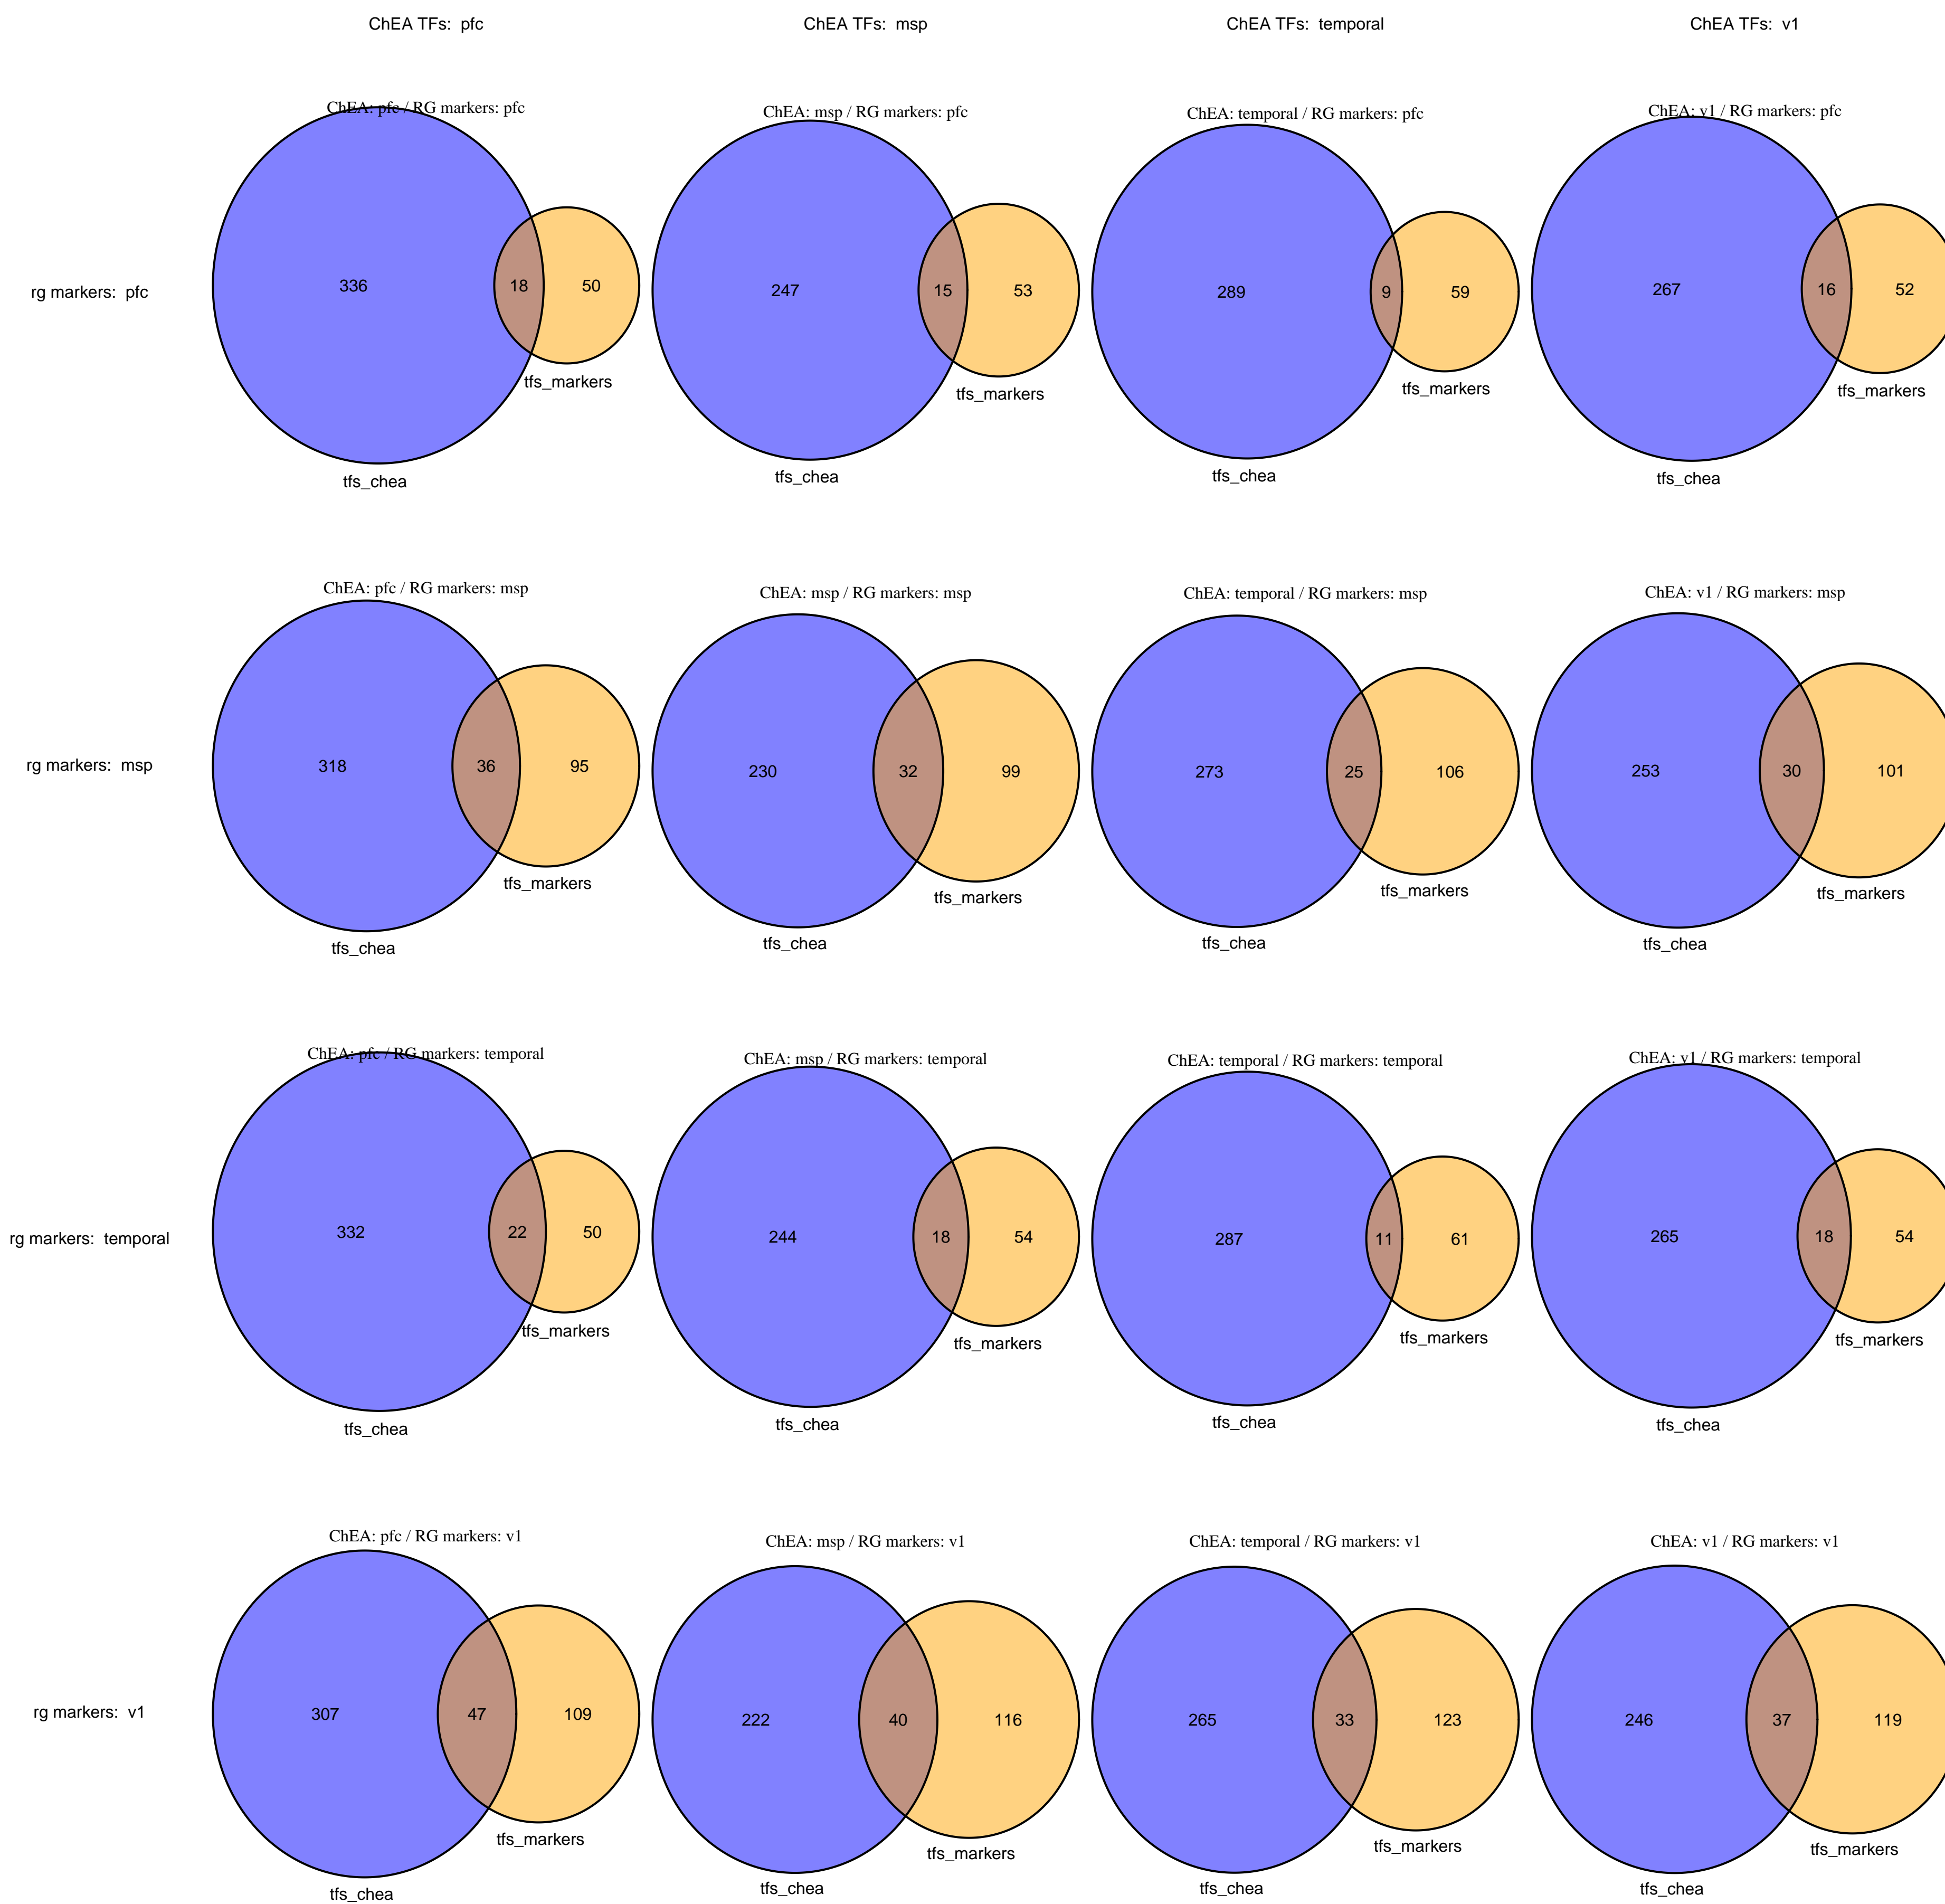 ChEA TFs:  pfc
ChEA TFs:  msp
ChEA TFs:  temporal
ChEA TFs:  v1
ChEA: pfc / RG markers: pfc
ChEA: msp / RG markers: pfc
ChEA: temporal / RG markers: pfc
ChEA: v1 / RG markers: pfc
rg markers:  pfc
336
18
50
247
15
53
289
9
59
267
16
52
tfs_markers
tfs_markers
tfs_markers
tfs_markers
tfs_chea
tfs_chea
tfs_chea
tfs_chea
ChEA: pfc / RG markers: msp
ChEA: msp / RG markers: msp
ChEA: temporal / RG markers: msp
ChEA: v1 / RG markers: msp
rg markers:  msp
318
36
95
230
32
99
273
25
106
253
30
101
tfs_markers
tfs_markers
tfs_markers
tfs_markers
tfs_chea
tfs_chea
tfs_chea
tfs_chea
ChEA: pfc / RG markers: temporal
ChEA: msp / RG markers: temporal
ChEA: temporal / RG markers: temporal
ChEA: v1 / RG markers: temporal
rg markers:  temporal
332
22
50
244
18
54
287
11
61
265
18
54
tfs_markers
tfs_markers
tfs_markers
tfs_markers
tfs_chea
tfs_chea
tfs_chea
tfs_chea
ChEA: pfc / RG markers: v1
ChEA: msp / RG markers: v1
ChEA: temporal / RG markers: v1
ChEA: v1 / RG markers: v1
rg markers:  v1
307
47
109
222
40
116
265
33
123
246
37
119
tfs_markers
tfs_markers
tfs_markers
tfs_markers
tfs_chea
tfs_chea
tfs_chea
tfs_chea